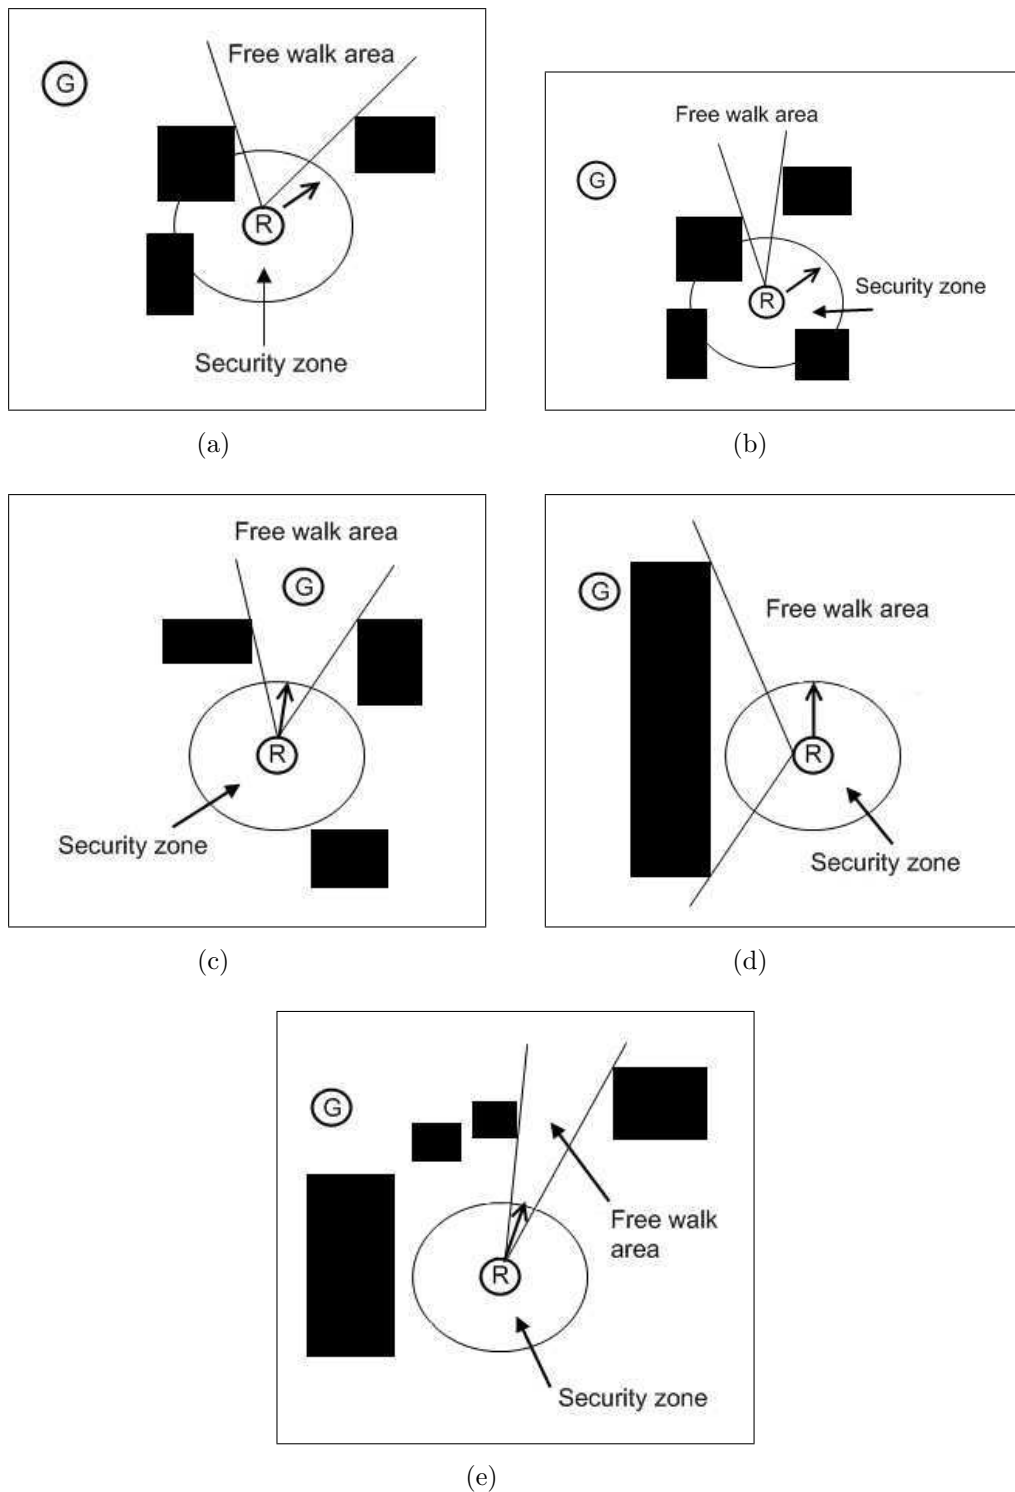 Free walk area
G
R
Security zone
(a)
Free walk area
G
Security zone
R
(b)
Free walk area
G
R
Security zone
(c)
G
Free walk area
R
Security zone
(d)
G
Free walk
area
R
Security zone
(e)